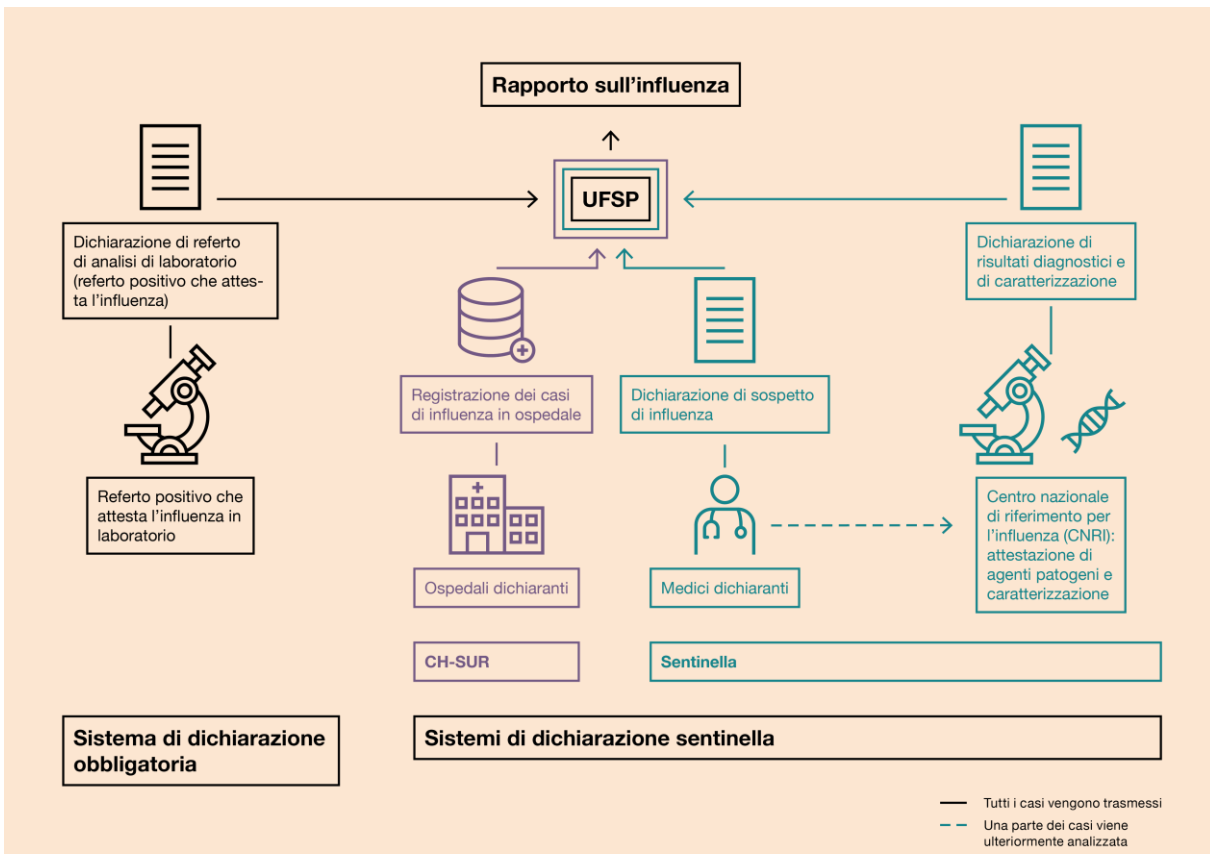 Rapporto sull’influenza
UFSP
Dichiarazione di referto
di analisi di laboratorio
(referto positivo che attes-
ta l’influenza)
Dichiarazione di
risultati diagnostici e
di caratterizzazione
Registrazione dei casi
di influenza in ospedale
Dichiarazione di sospetto
di influenza
Referto positivo che
attesta l’influenza in
laboratorio
Centro nazionale
di riferimento per
l’influenza (CNRI):
attestazione di
agenti patogeni e
caratterizzazione
Ospedali dichiaranti
Medici dichiaranti
CH-SUR
Sentinella
Sistema di dichiarazione
obbligatoria
Sistemi di dichiarazione sentinella
Tutti i casi vengono trasmessi
Una parte dei casi viene
ulteriormente analizzata